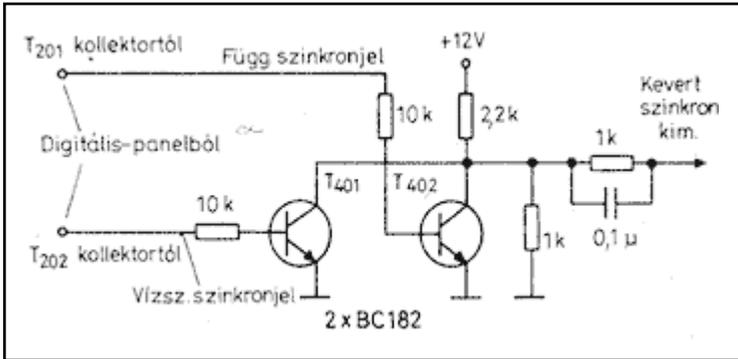 T201 kollektortól
Függ szinkronjel
+12V
10k
2,2k
Kevert
szinkron
kim.
1k
Digitális-panelból
T401
T402
10k
1k
0,1 µ
T202 kollektortól
Vízsz. szinkronjel
2 x BC182